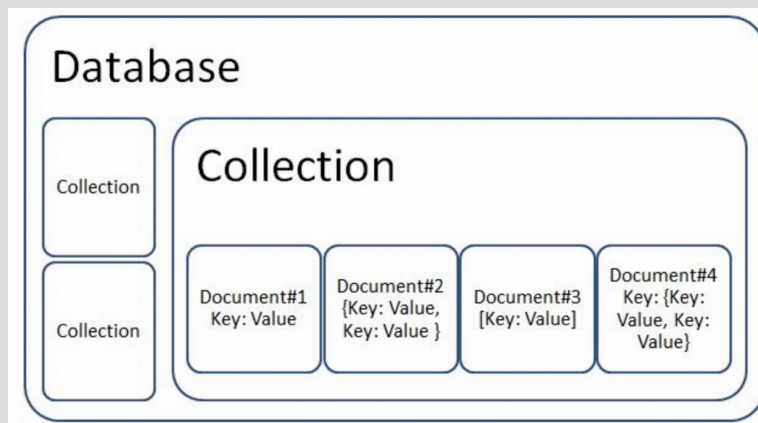 Database
Collection
Collection
Collection
Document#1
Key: Value
Document#2
{Key: Value,
Key: Value }
Document#3
[Key: Value]
Document#4
Key: {Key:
Value, Key:
Value}